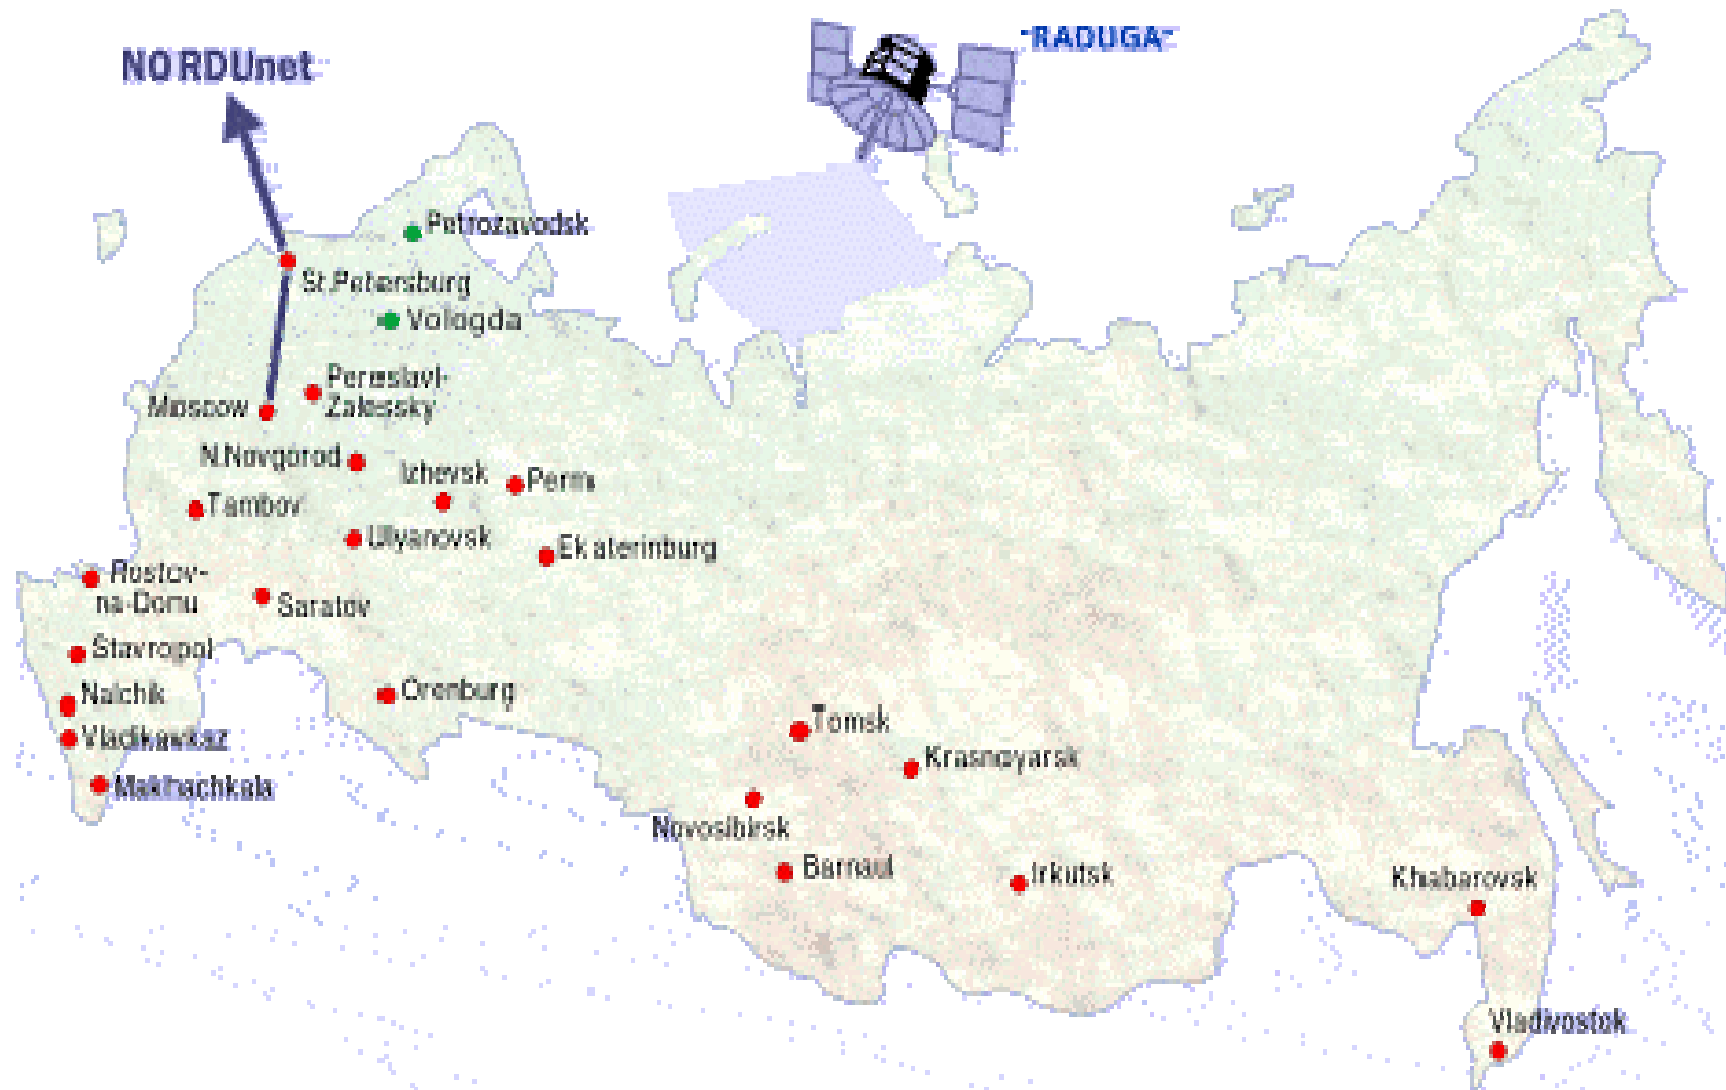 "RADUGA"
NORDUnet
Petrozavodsk
St.Petersburg
Vologda
Pereslavl-
Zalessky
Moscow
N.Novgorod
Izhevsk
Perm
Tambov
Ulyanovsk
Ekaterinburg
Rostov-
na-Donu
Saratov
Stavropol
Nalchik
Orenburg
Vladikavkaz
Tomsk
Krasnoyarsk
Makhachkala
Novosibirsk
Barnaul
Irkutsk
Khabarovsk
Vladivostok